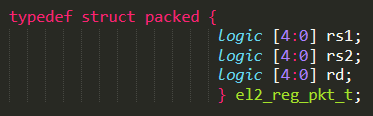 typedef struct packed {
logic [4:0] rs1;
logic [4:0] rs2;
logic [4:0] rd;
} el2_reg_pkt_t;